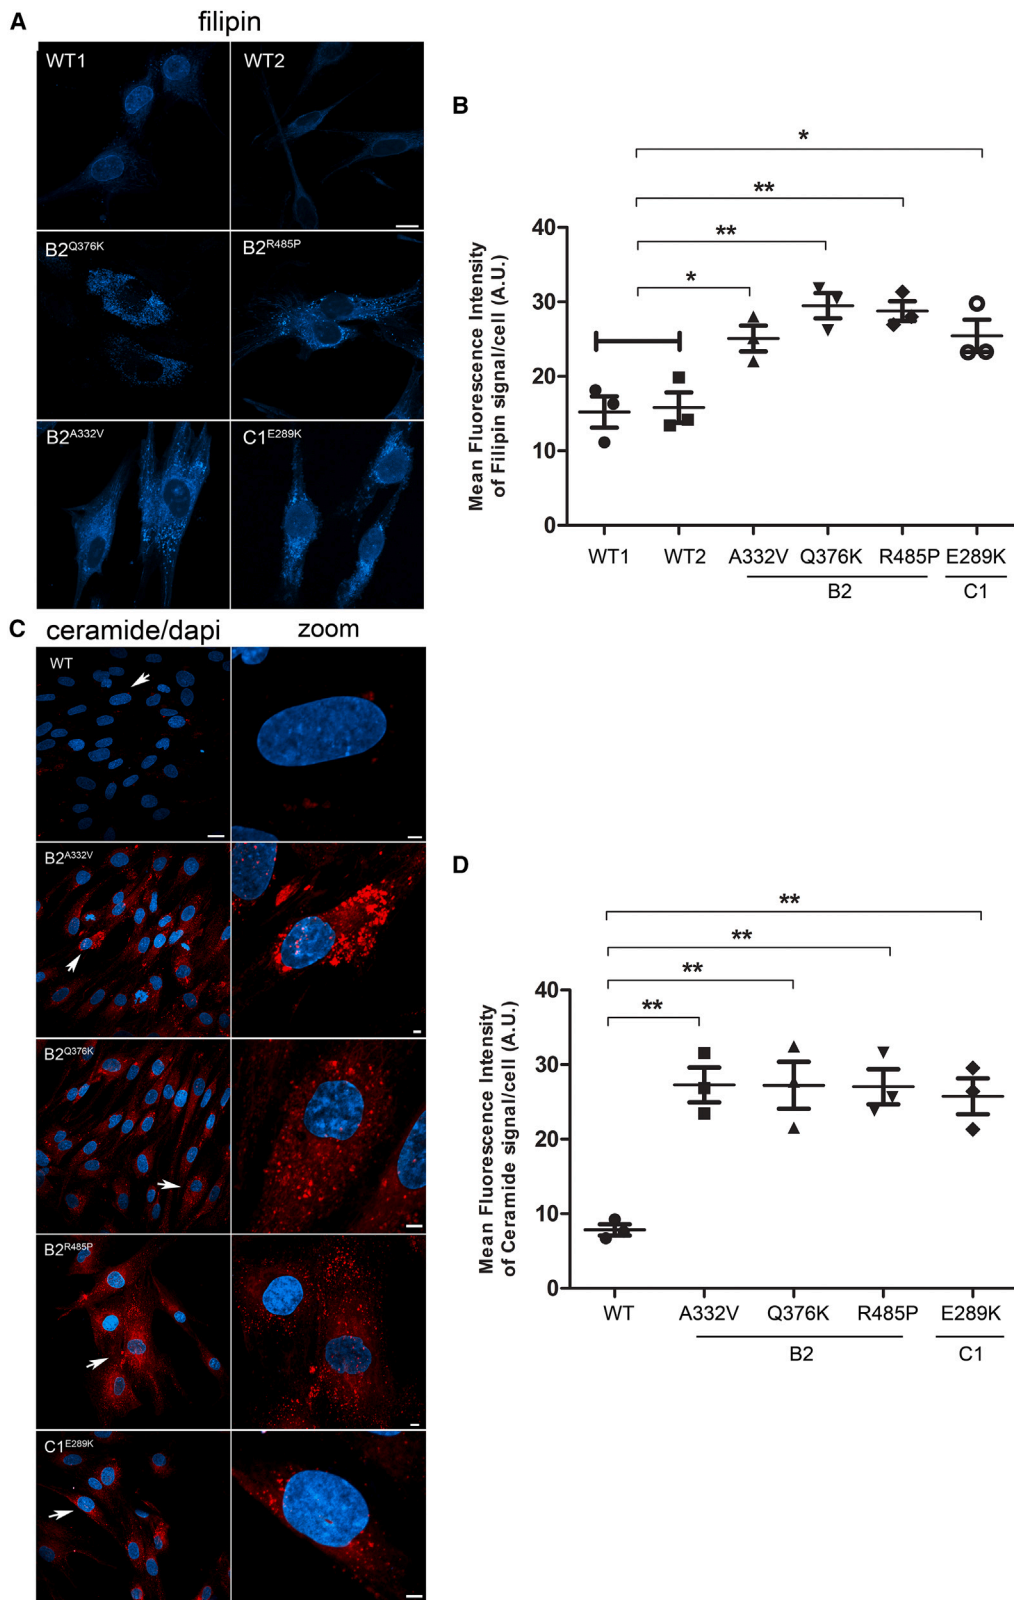 A
filipin
WT1
WT2
B2Q376K
B2R485P
B2A332V
C1E289K
B
*
**
**
*
Mean Fluorescence Intensity
of Filipin signal/cell (A.U.)
40
30
20
10
0
WT1
WT2
A332V
Q376K
R485P
E289K
B2
C1
C
ceramide/dapi
zoom
WT
B2A332V
B2Q376K
B2R485P
C1E289K
D
**
**
**
**
Mean Fluorescence Intensity
of Ceramide signal/cell (A.U.)
40
30
20
10
0
WT
A332V
Q376K
R485P
E289K
B2
C1